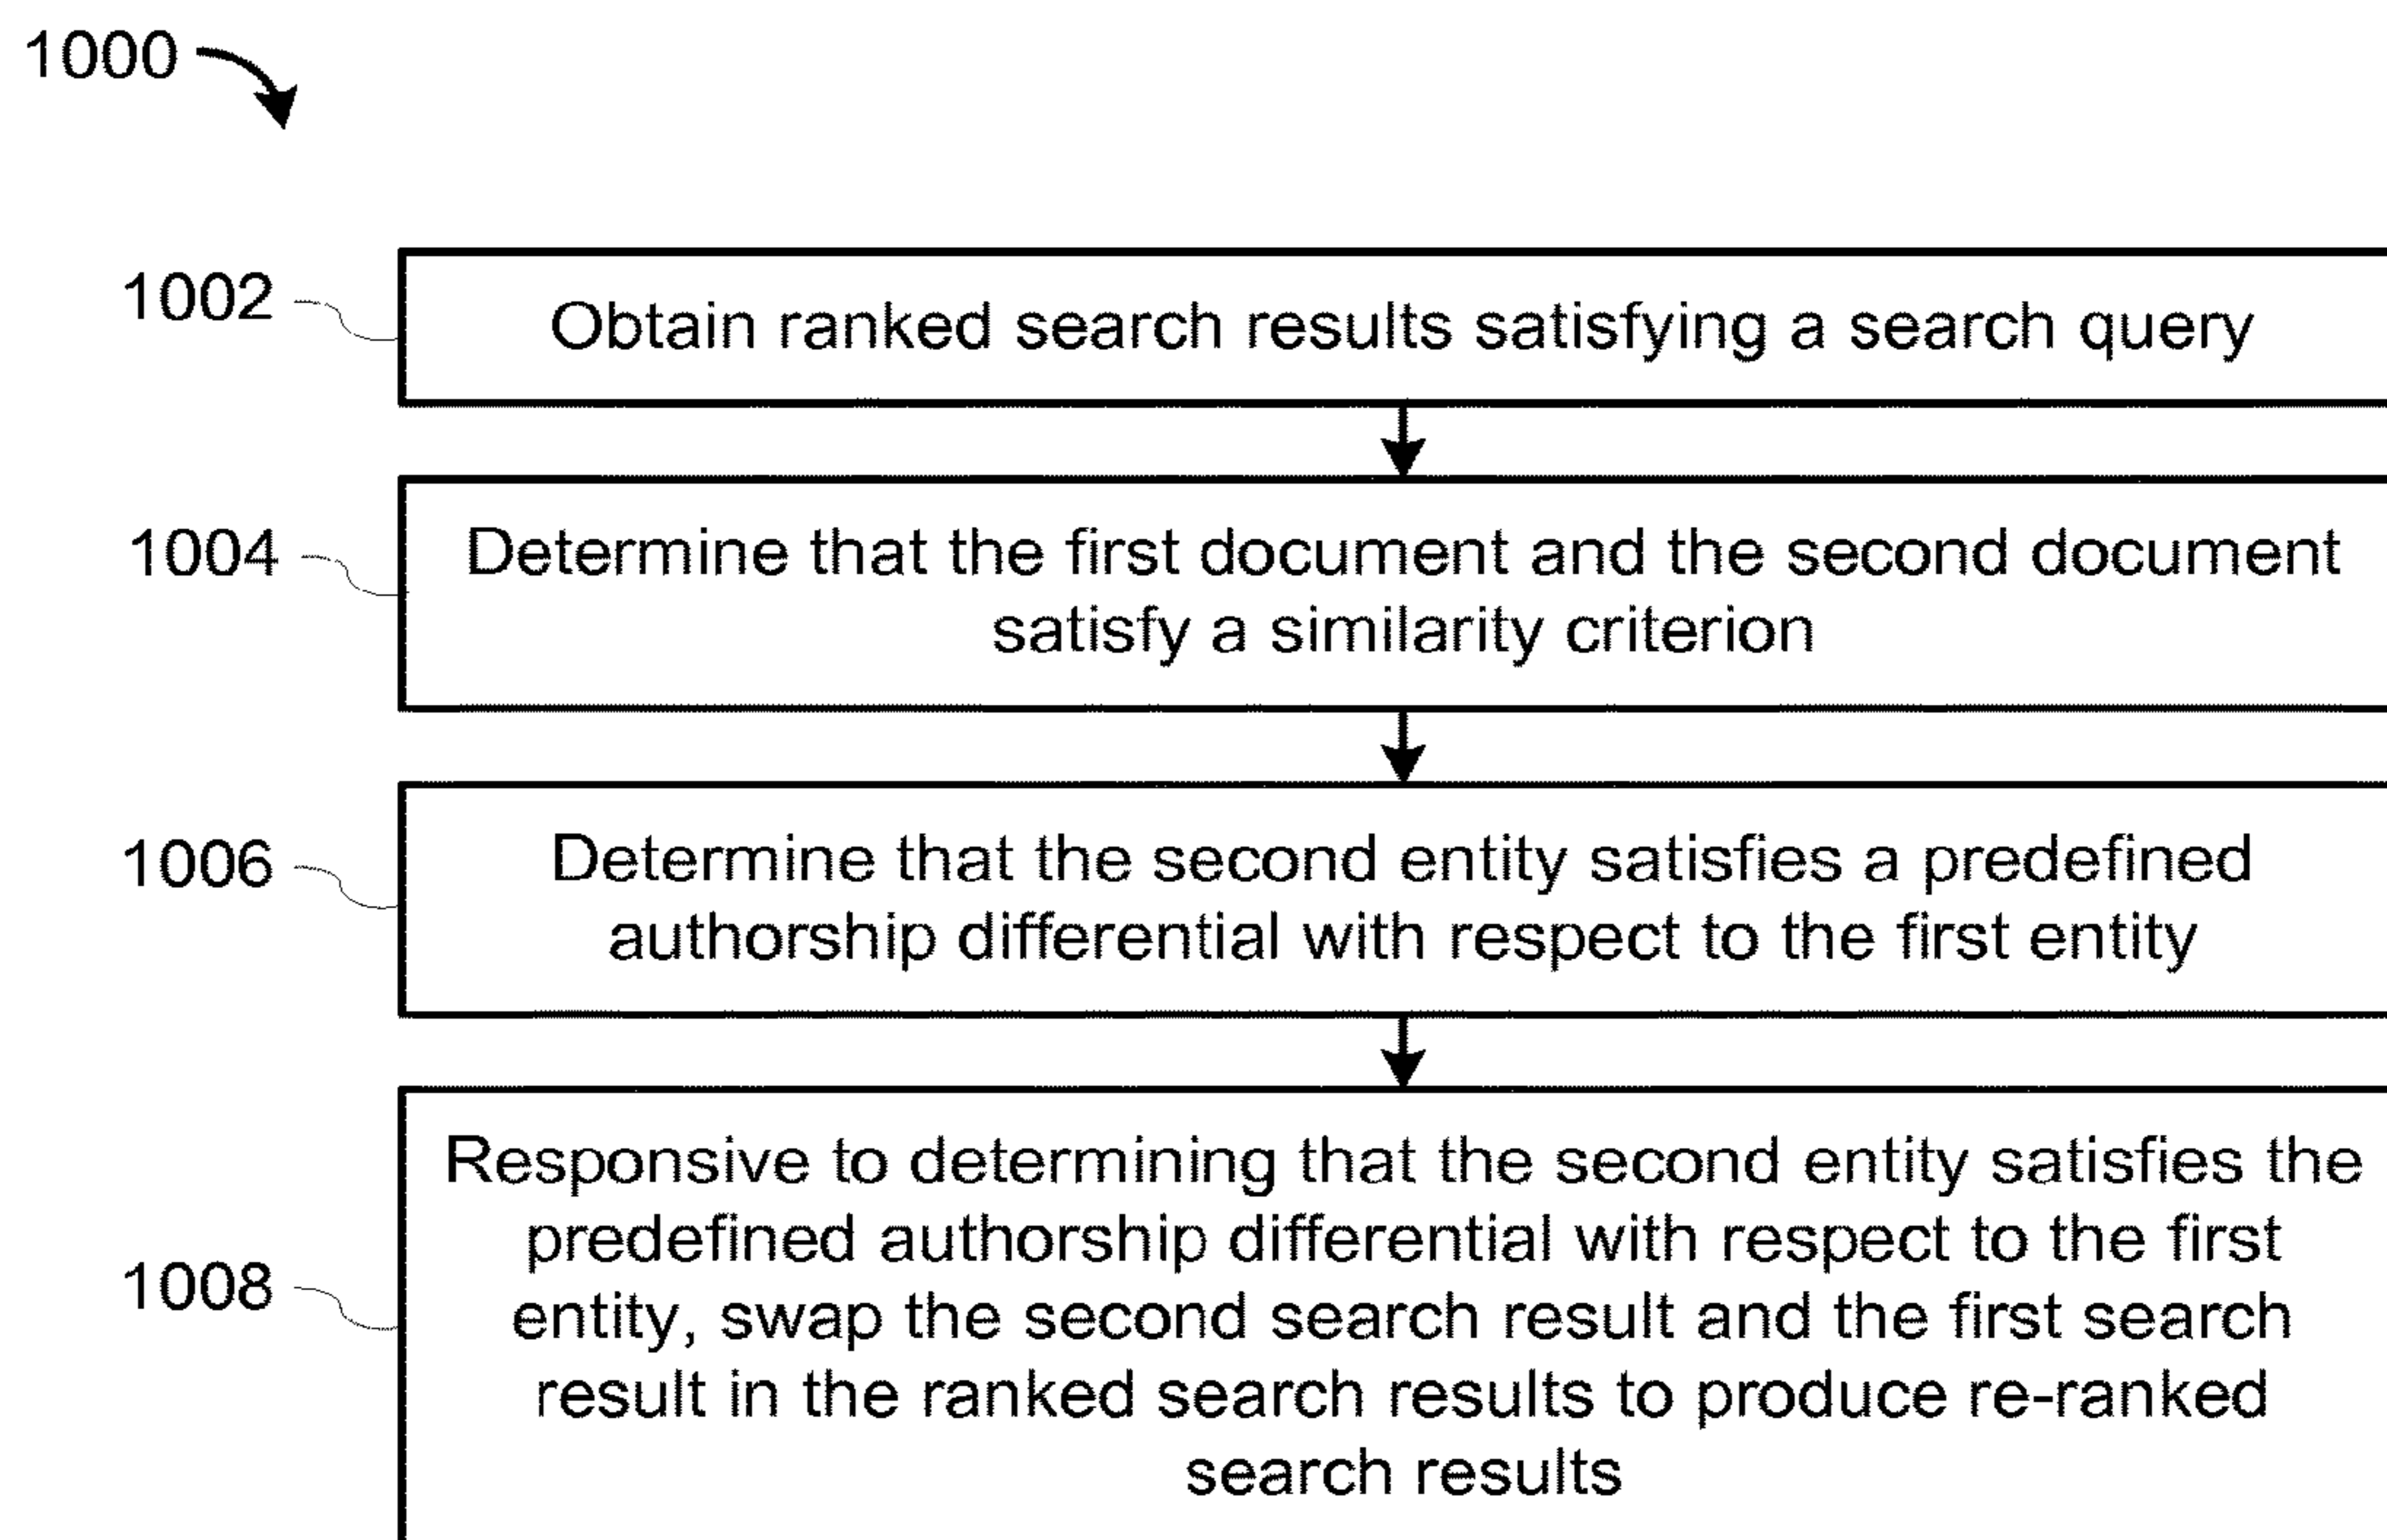 1000
1002
Obtain ranked search results satisfying a search query
1004
Determine that the first document and the second document
satisfy a similarity criterion
1006
Determine that the second entity satisfies a predefined
authorship differential with respect to the first entity
1008
Responsive to determining that the second entity satisfies the
predefined authorship differential with respect to the first
entity, swap the second search result and the first search
result in the ranked search results to produce re-ranked
search results